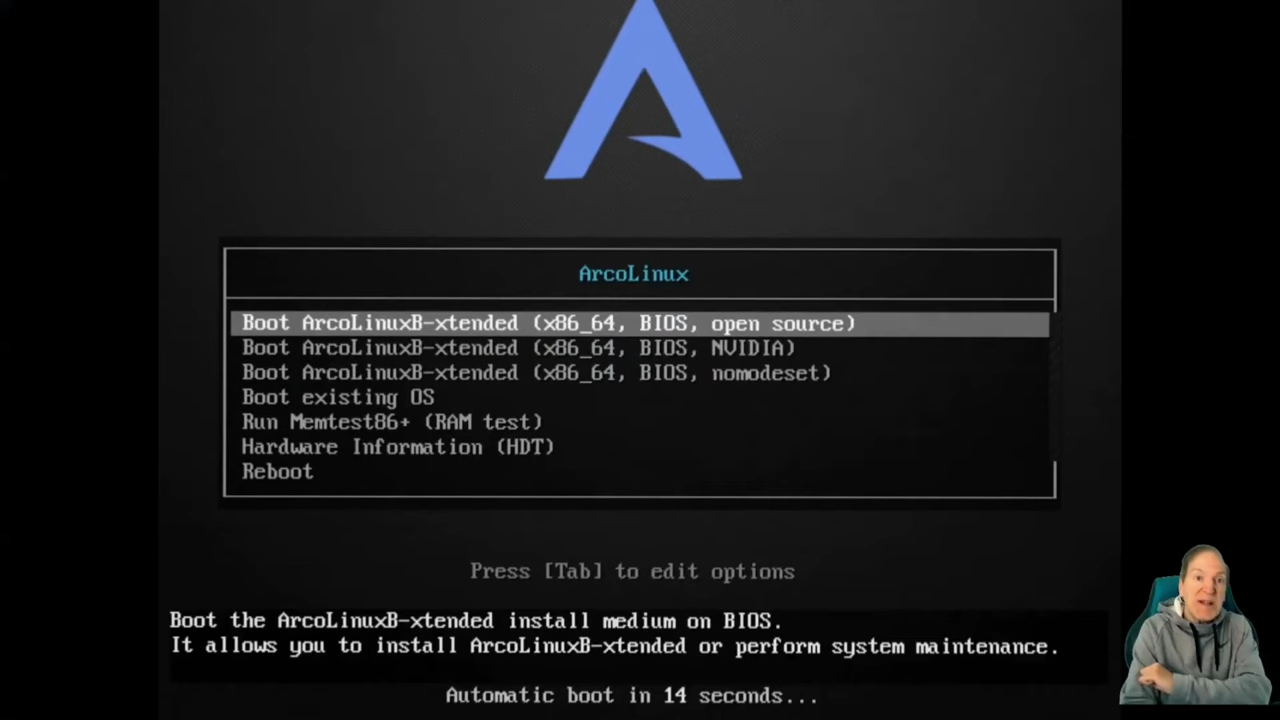 ArcoLinux
Boot ArcoLinuxB-xtended (x86_64, BIOS, open source)
Boot ArcoLinuxB-xtended (x86_64, BIOS, NVIDIA)
Boot ArcoLinuxB-xtended (x86_64, BIOS, nomodeset)
Boot existing OS
Run Memtest86+ (RAM test)
Hardware Information (HDT)
Reboot
Press [Tab] to edit options
Boot the ArcoLinuxB-xtended install medium on BIOS.
It allows you to install ArcoLinuxB-xtended or perform system maintenance.
Automatic boot in 14 seconds...